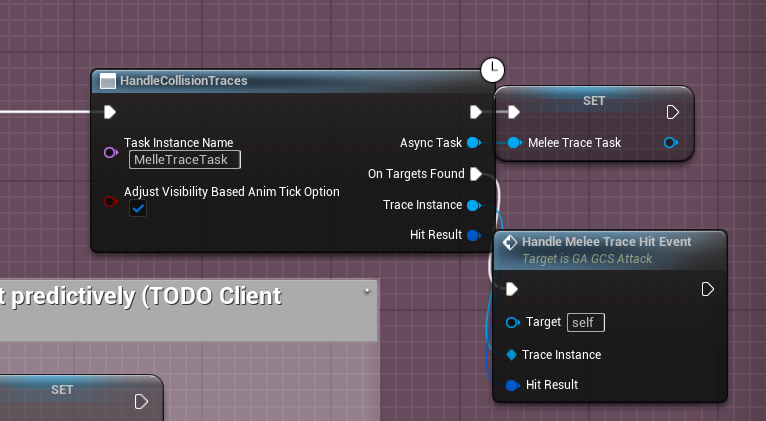 HandleCollisionTraces
SET
Task Instance Name
MelleTraceTask
Async Task
Melee Trace Task
On Targets Found
Adjust Visibility Based Anim Tick Option
Trace Instance
Hit Result
Handle Melee Trace Hit Event
Target is GA GCS Attack
Target self
Trace Instance
Hit Result
t predictively (TODO Client
SET